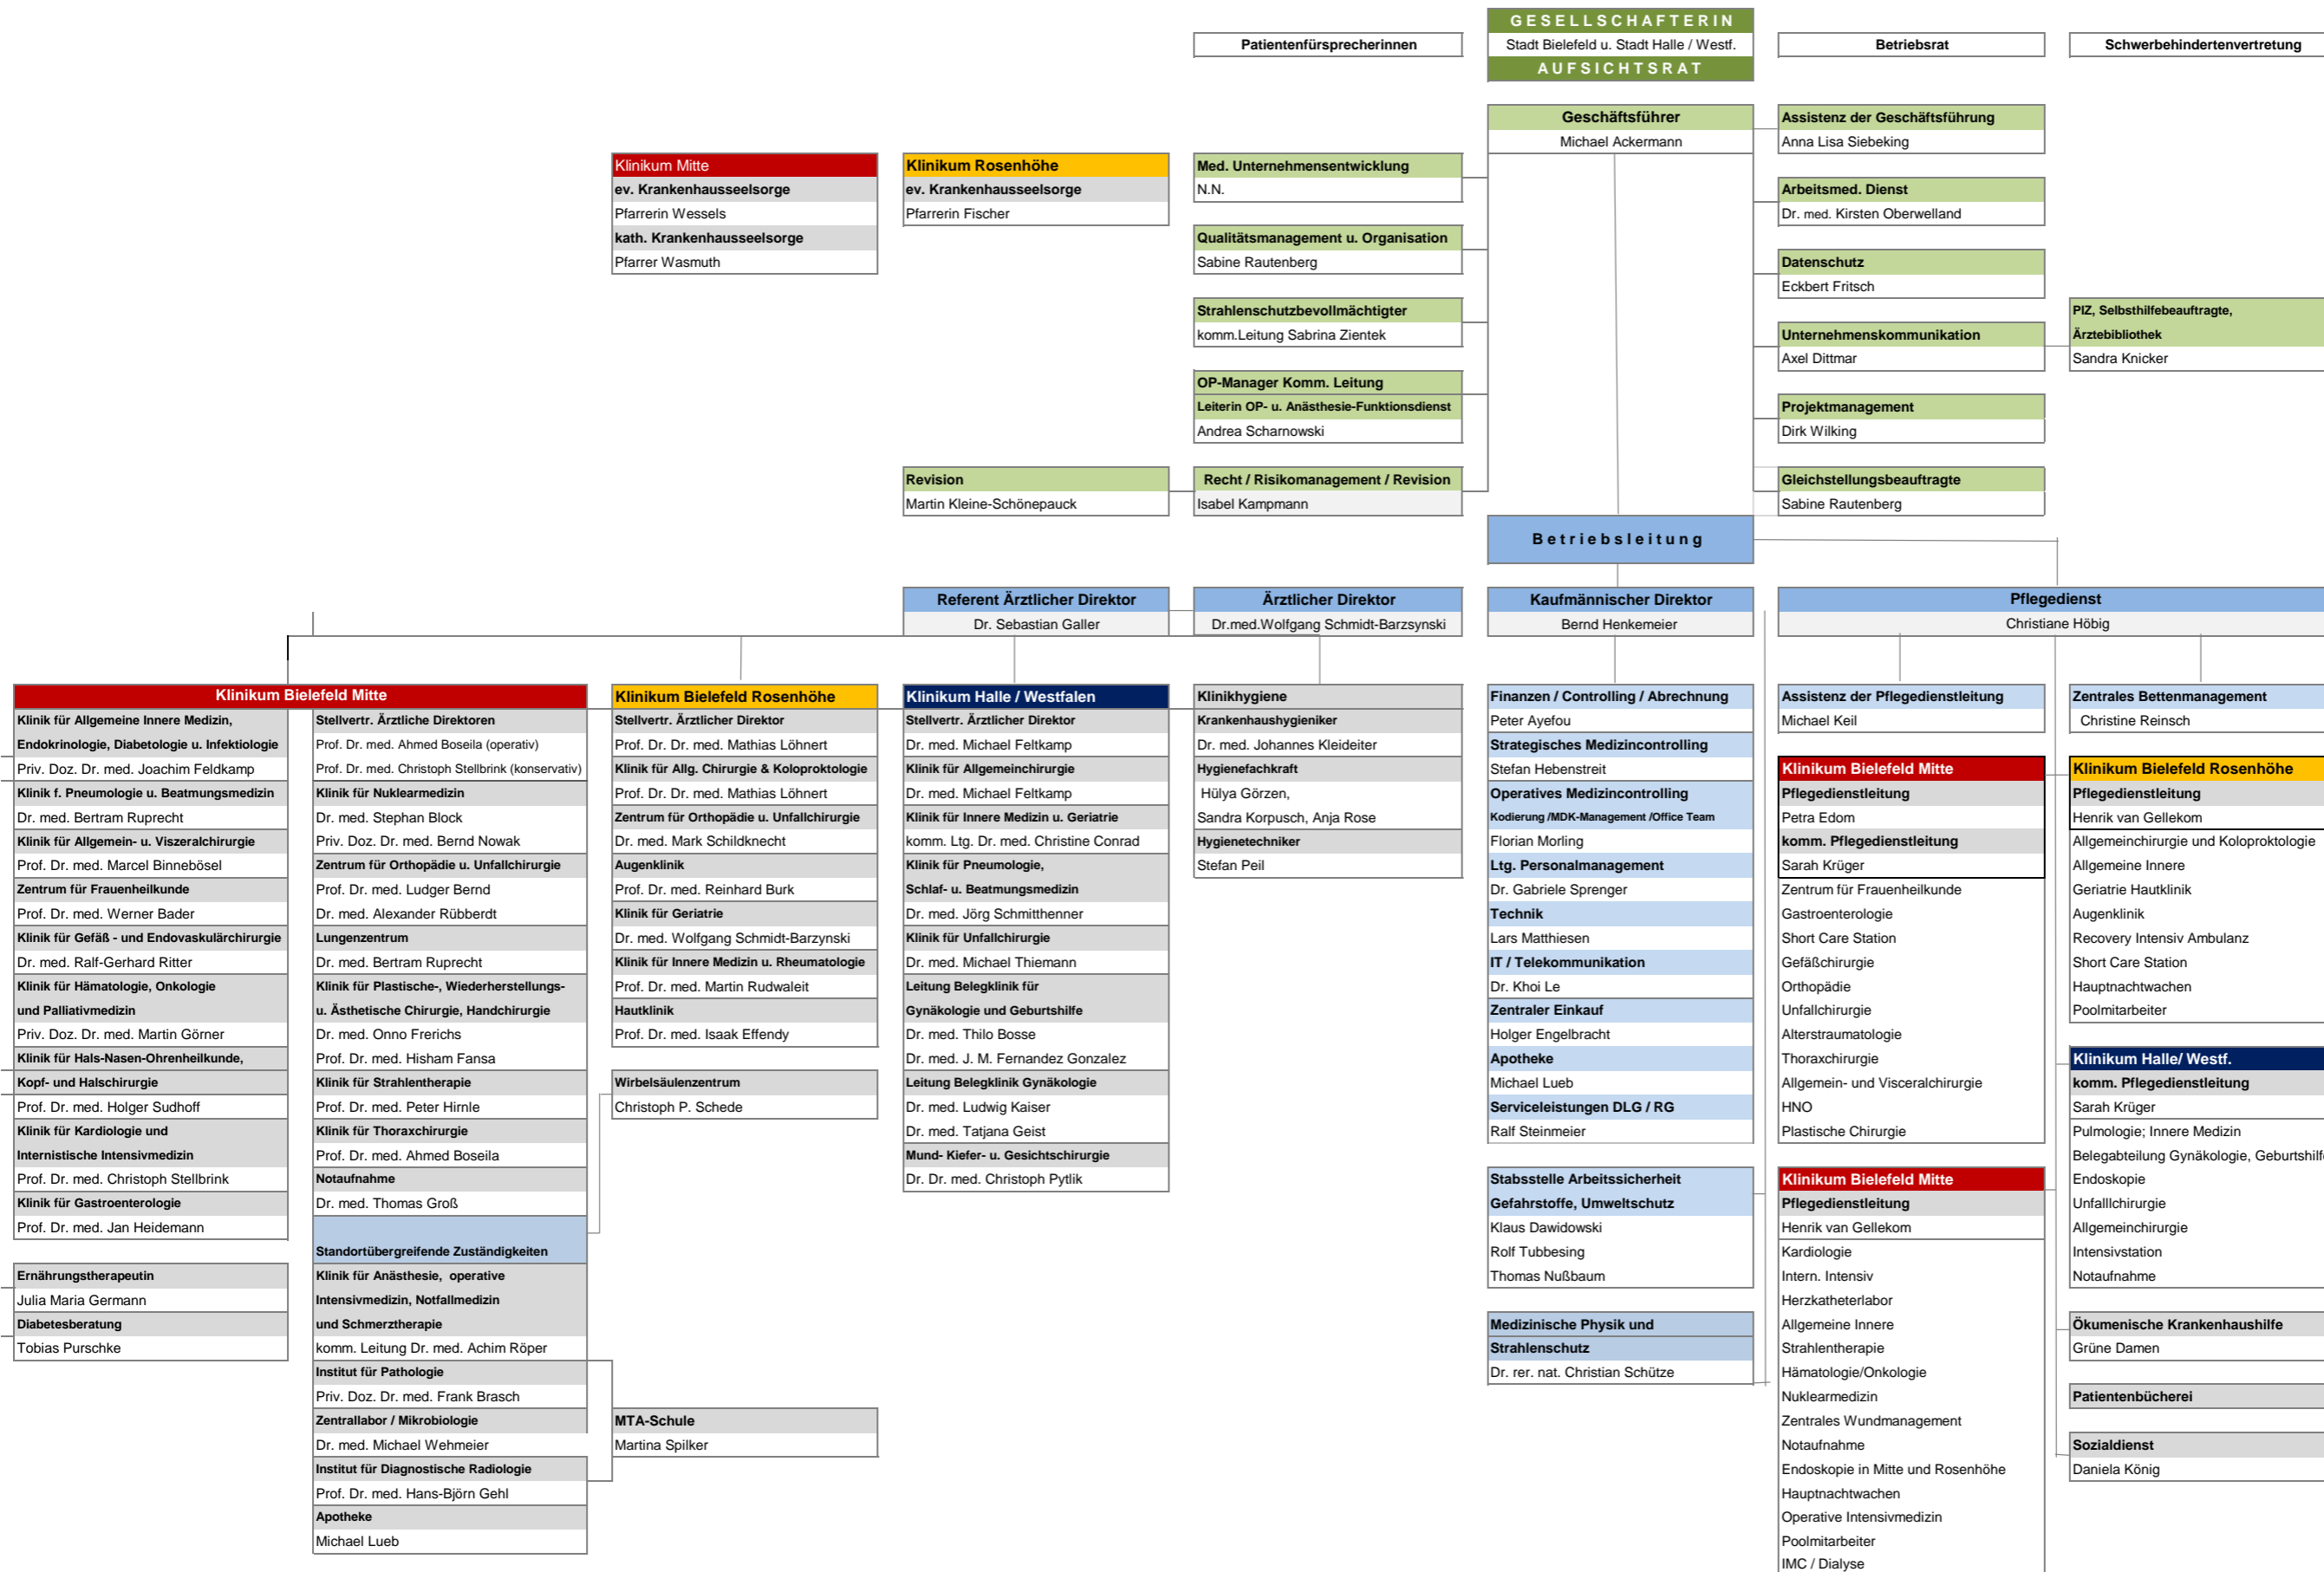 GESELLSCHAFTERIN
Stadt Bielefeld u. Stadt Halle / Westf.
AUFSICHTSRAT
Patientenfürsprecherinnen
Betriebsrat
Schwerbehindertenvertretung
Geschäftsführer
Michael Ackermann
Assistenz der Geschäftsführung
Anna Lisa Siebeking
Klinikum Mitte
ev. Krankenhausseelsorge
Pfarrerin Wessels
kath. Krankenhausseelsorge
Pfarrer Wasmuth
Klinikum Rosenhöhe
ev. Krankenhausseelsorge
Pfarrerin Fischer
Med. Unternehmensentwicklung
N.N.
Qualitätsmanagement u. Organisation
Sabine Rautenberg
Strahlenschutzbevollmächtigter
komm.Leitung Sabrina Zientek
OP-Manager Komm. Leitung
Leiterin OP- u. Anästhesie-Funktionsdienst
Andrea Scharnowski
Revision
Martin Kleine-Schönepauck
Recht / Risikomanagement / Revision
Isabel Kampmann
Arbeitsmed. Dienst
Dr. med. Kirsten Oberwelland
Datenschutz
Eckbert Fritsch
Unternehmenskommunikation
Axel Dittmar
PIZ, Selbsthilfebeauftragte,
Ärztebibliothek
Sandra Knicker
Projektmanagement
Dirk Wilking
Gleichstellungsbeauftragte
Sabine Rautenberg
Betriebsleitung
Referent Ärztlicher Direktor
Dr. Sebastian Galler
Ärztlicher Direktor
Dr.med.Wolfgang Schmidt-Barzsynski
Kaufmännischer Direktor
Bernd Henkemeier
Pflegedienst
Christiane Höbig
Klinikum Bielefeld Mitte
Klinik für Allgemeine Innere Medizin,
Endokrinologie, Diabetologie u. Infektiologie
Priv. Doz. Dr. med. Joachim Feldkamp
Klinik f. Pneumologie u. Beatmungsmedizin
Dr. med. Bertram Ruprecht
Klinik für Allgemein- u. Viszeralchirurgie
Prof. Dr. med. Marcel Binnebösel
Zentrum für Frauenheilkunde
Prof. Dr. med. Werner Bader
Klinik für Gefäß - und Endovaskulärchirurgie
Dr. med. Ralf-Gerhard Ritter
Klinik für Hämatologie, Onkologie
und Palliativmedizin
Priv. Doz. Dr. med. Martin Görner
Klinik für Hals-Nasen-Ohrenheilkunde,
Kopf- und Halschirurgie
Prof. Dr. med. Holger Sudhoff
Klinik für Kardiologie und
Internistische Intensivmedizin
Prof. Dr. med. Christoph Stellbrink
Klinik für Gastroenterologie
Prof. Dr. med. Jan Heidemann
Ernährungstherapeutin
Julia Maria Germann
Diabetesberatung
Tobias Purschke
Stellvertr. Ärztliche Direktoren
Prof. Dr. med. Ahmed Boseila (operativ)
Prof. Dr. med. Christoph Stellbrink (konservativ)
Klinik für Nuklearmedizin
Dr. med. Stephan Block
Priv. Doz. Dr. med. Bernd Nowak
Zentrum für Orthopädie u. Unfallchirurgie
Prof. Dr. med. Ludger Bernd
Dr. med. Alexander Rübberdt
Lungenzentrum
Dr. med. Bertram Ruprecht
Klinik für Plastische-, Wiederherstellungs-
u. Ästhetische Chirurgie, Handchirurgie
Dr. med. Onno Frerichs
Prof. Dr. med. Hisham Fansa
Klinik für Strahlentherapie
Prof. Dr. med. Peter Hirnle
Klinik für Thoraxchirurgie
Prof. Dr. med. Ahmed Boseila
Notaufnahme
Dr. med. Thomas Groß
Standortübergreifende Zuständigkeiten
Klinik für Anästhesie, operative
Intensivmedizin, Notfallmedizin
und Schmerztherapie
komm. Leitung Dr. med. Achim Röper
Institut für Pathologie
Priv. Doz. Dr. med. Frank Brasch
Zentrallabor / Mikrobiologie
Dr. med. Michael Wehmeier
Institut für Diagnostische Radiologie
Prof. Dr. med. Hans-Björn Gehl
Apotheke
Michael Lueb
Klinikum Bielefeld Rosenhöhe
Stellvertr. Ärztlicher Direktor
Prof. Dr. Dr. med. Mathias Löhnert
Klinik für Allg. Chirurgie & Koloproktologie
Prof. Dr. Dr. med. Mathias Löhnert
Zentrum für Orthopädie u. Unfallchirurgie
Dr. med. Mark Schildknecht
Augenklinik
Prof. Dr. med. Reinhard Burk
Klinik für Geriatrie
Dr. med. Wolfgang Schmidt-Barzynski
Klinik für Innere Medizin u. Rheumatologie
Prof. Dr. med. Martin Rudwaleit
Hautklinik
Prof. Dr. med. Isaak Effendy
Wirbelsäulenzentrum
Christoph P. Schede
MTA-Schule
Martina Spilker
Klinikum Halle / Westfalen
Stellvertr. Ärztlicher Direktor
Dr. med. Michael Feltkamp
Klinik für Allgemeinchirurgie
Dr. med. Michael Feltkamp
Klinik für Innere Medizin u. Geriatrie
komm. Ltg. Dr. med. Christine Conrad
Klinik für Pneumologie,
Schlaf- u. Beatmungsmedizin
Dr. med. Jörg Schmitthenner
Klinik für Unfallchirurgie
Dr. med. Michael Thiemann
Leitung Belegklinik für
Gynäkologie und Geburtshilfe
Dr. med. Thilo Bosse
Dr. med. J. M. Fernandez Gonzalez
Leitung Belegklinik Gynäkologie
Dr. med. Ludwig Kaiser
Dr. med. Tatjana Geist
Mund- Kiefer- u. Gesichtschirurgie
Dr. Dr. med. Christoph Pytlik
Klinikhygiene
Krankenhaushygieniker
Dr. med. Johannes Kleideiter
Hygienefachkraft
Hülya Görzen,
Sandra Korpusch, Anja Rose
Hygienetechniker
Stefan Peil
Finanzen / Controlling / Abrechnung
Peter Ayefou
Strategisches Medizincontrolling
Stefan Hebenstreit
Operatives Medizincontrolling
Kodierung /MDK-Management /Office Team
Florian Morling
Ltg. Personalmanagement
Dr. Gabriele Sprenger
Technik
Lars Matthiesen
IT / Telekommunikation
Dr. Khoi Le
Zentraler Einkauf
Holger Engelbracht
Apotheke
Michael Lueb
Serviceleistungen DLG / RG
Ralf Steinmeier
Stabsstelle Arbeitssicherheit
Gefahrstoffe, Umweltschutz
Klaus Dawidowski
Rolf Tubbesing
Thomas Nußbaum
Medizinische Physik und
Strahlenschutz
Dr. rer. nat. Christian Schütze
Assistenz der Pflegedienstleitung
Michael Keil
Klinikum Bielefeld Mitte
Pflegedienstleitung
Petra Edom
komm. Pflegedienstleitung
Sarah Krüger
Zentrum für Frauenheilkunde
Gastroenterologie
Short Care Station
Gefäßchirurgie
Orthopädie
Unfallchirurgie
Alterstraumatologie
Thoraxchirurgie
Allgemein- und Visceralchirurgie
HNO
Plastische Chirurgie
Klinikum Bielefeld Mitte
Pflegedienstleitung
Henrik van Gellekom
Kardiologie
Intern. Intensiv
Herzkatheterlabor
Allgemeine Innere
Strahlentherapie
Hämatologie/Onkologie
Nuklearmedizin
Zentrales Wundmanagement
Notaufnahme
Endoskopie in Mitte und Rosenhöhe
Hauptnachtwachen
Operative Intensivmedizin
Poolmitarbeiter
IMC / Dialyse
Zentrales Bettenmanagement
Christine Reinsch
Klinikum Bielefeld Rosenhöhe
Pflegedienstleitung
Henrik van Gellekom
Allgemeinchirurgie und Koloproktologie
Allgemeine Innere
Geriatrie Hautklinik
Augenklinik
Recovery Intensiv Ambulanz
Short Care Station
Hauptnachtwachen
Poolmitarbeiter
Klinikum Halle/ Westf.
komm. Pflegedienstleitung
Sarah Krüger
Pulmologie; Innere Medizin
Belegabteilung Gynäkologie, Geburtshilf
Endoskopie
Unfalllchirurgie
Allgemeinchirurgie
Intensivstation
Notaufnahme
Ökumenische Krankenhaushilfe
Grüne Damen
Patientenbücherei
Sozialdienst
Daniela König